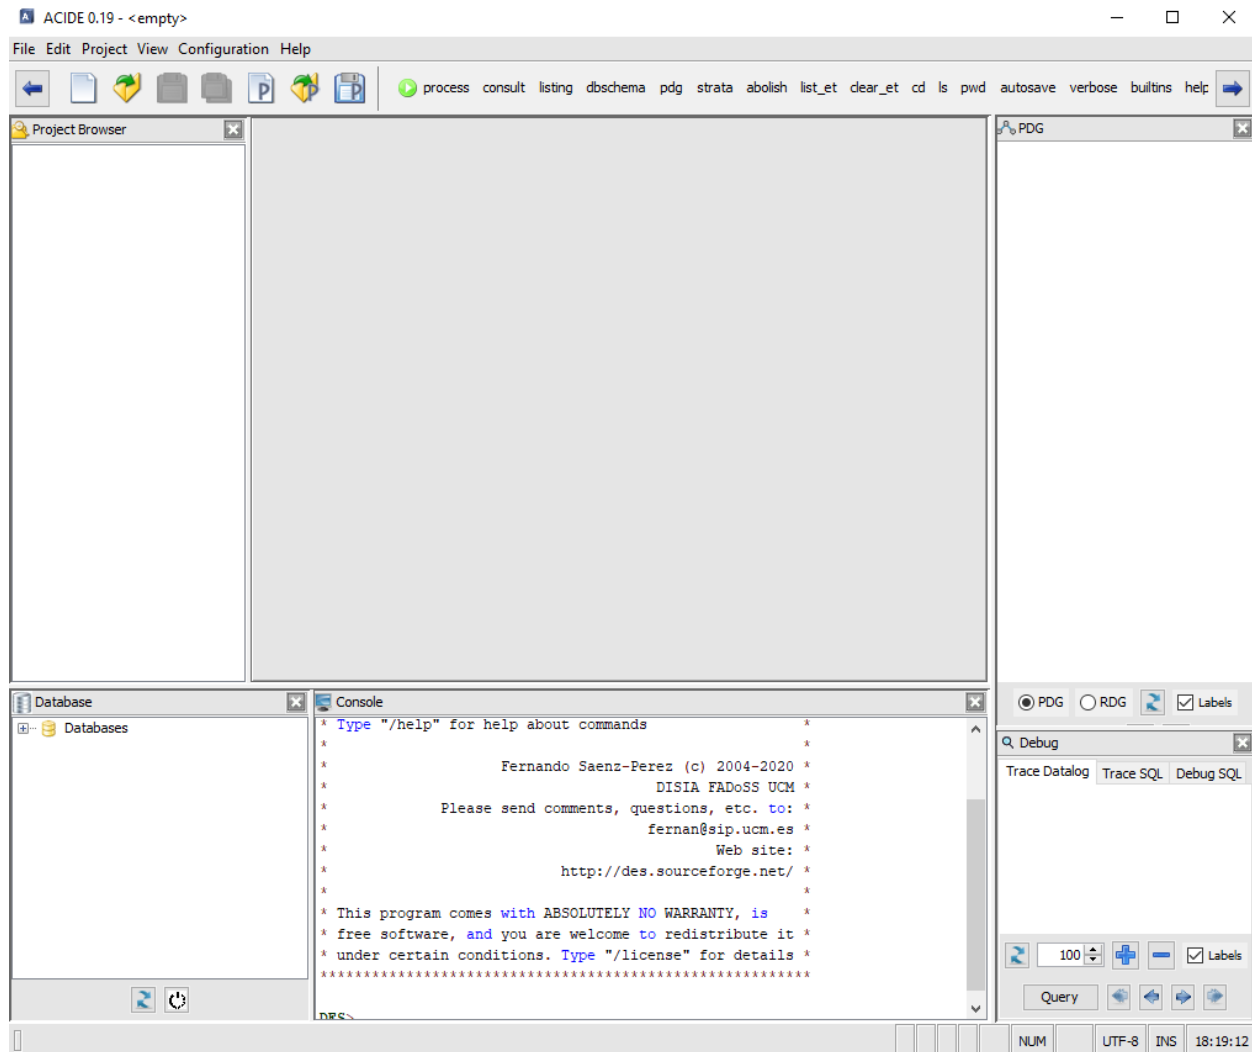 ACIDE 0.19 - <empty>
File Edit Project View Configuration Help
process consult listing dbschema pdg strata abolish list_et clear_et cd ls pwd autosave verbose builtins help
Project Browser
PDG
PDG RDG Labels
Database
Databases
Console
* Type "/help" for help about commands *
* *
* Fernando Saenz-Perez (c) 2004-2020 *
* DISIA FADoSS UCM *
* Please send comments, questions, etc. to: *
* fernan@sip.ucm.es *
* Web site: *
* http://des.sourceforge.net/ *
* *
* This program comes with ABSOLUTELY NO WARRANTY, is *
* free software, and you are welcome to redistribute it *
* under certain conditions. Type "/license" for details *
*********************************************************
DES>
Debug
Trace Datalog Trace SQL Debug SQL
100 Labels
Query
NUM UTF-8 INS 18:19:12